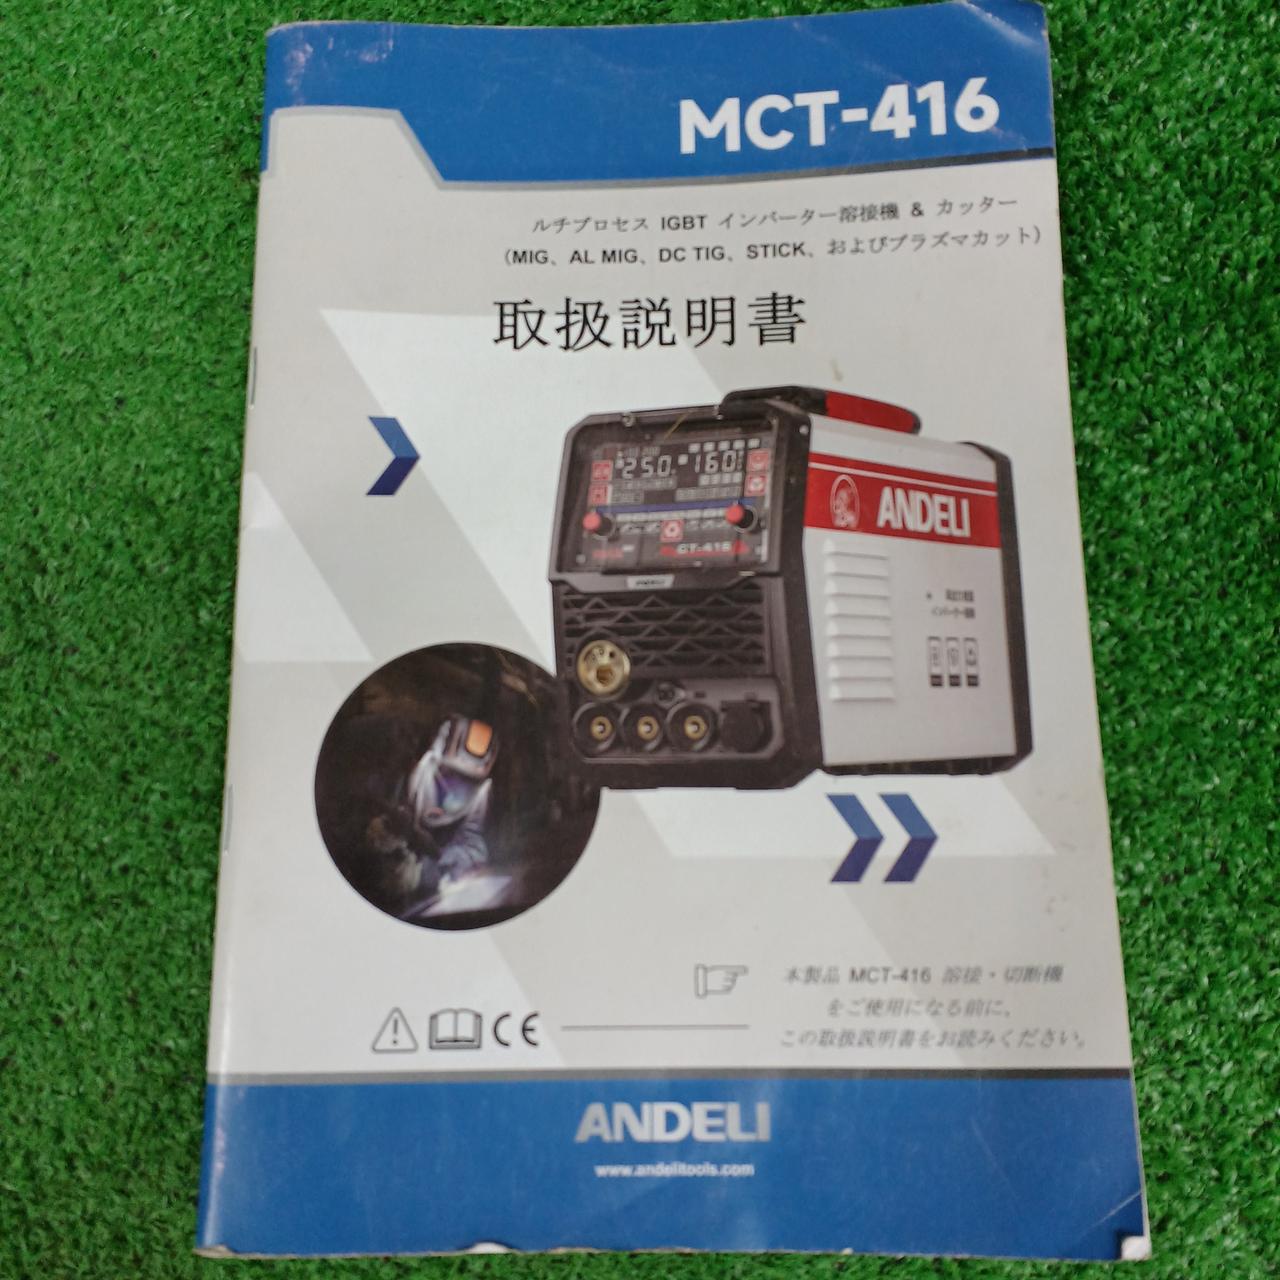 MCT-416
ルチプロセス IGBT インバーター溶接機 & カッター
（MIG、AL MIG、DC TIG、STICK、およびプラズマカット）
取扱説明書
25.0 160
CT-416
ANDELI
本製品 MCT-416 溶接・切断機
をご使用になる前に、
この取扱説明書をお読みください。
CE
ANDELI
www.andelitools.com